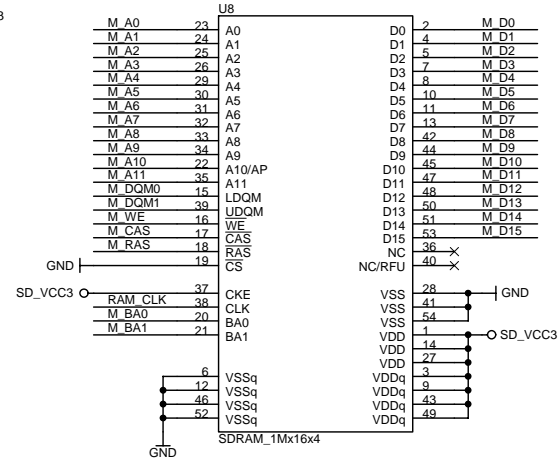 3
U8
M_A0 23 A0 D0 2 M_D0
M_A1 24 A1 D1 4 M_D1
M_A2 25 A2 D2 5 M_D2
M_A3 26 A3 D3 7 M_D3
M_A4 29 A4 D4 8 M_D4
M_A5 30 A5 D5 10 M_D5
M_A6 31 A6 D6 11 M_D6
M_A7 32 A7 D7 13 M_D7
M_A8 33 A8 D8 42 M_D8
M_A9 34 A9 D9 44 M_D9
M_A10 22 A10/AP D10 45 M_D10
M_A11 35 A11 D11 47 M_D11
M_DQM0 15 LDQM D12 48 M_D12
M_DQM1 39 UDQM D13 50 M_D13
M_WE 16 WE D14 51 M_D14
M_CAS 17 CAS D15 53 M_D15
M_RAS 18 RAS NC 36
GND 19 CS NC/RFU 40
SD_VCC3 37 CKE VSS 28 GND
RAM_CLK 38 CLK VSS 41
M_BA0 20 BA0 VSS 54
M_BA1 21 BA1 VDD 1 SD_VCC3
VDD 14
VDD 27
6 VSSq VDDq 3
12 VSSq VDDq 9
46 VSSq VDDq 43
52 VSSq VDDq 49
SDRAM_1Mx16x4
GND